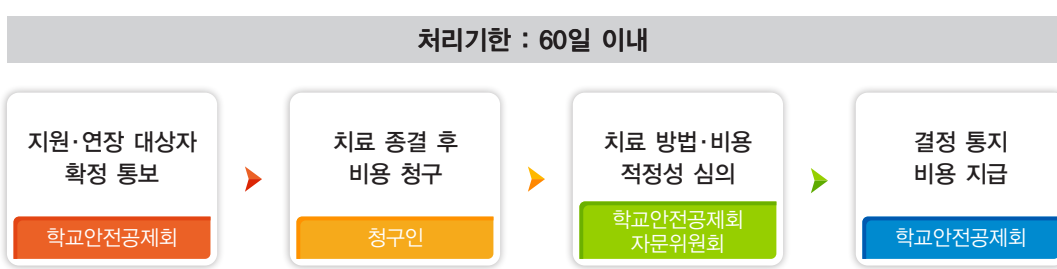 처리기한 : 60일 이내
지원·연장 대상자
확정 통보
학교안전공제회
치료 종결 후
비용 청구
청구인
치료 방법·비용
적정성 심의
학교안전공제회
자문위원회
결정 통지
비용 지급
학교안전공제회